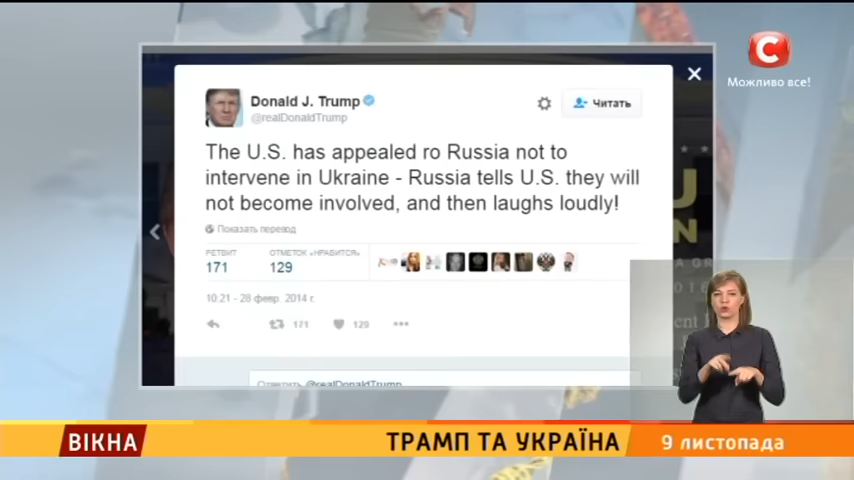 Можливо все!
Donald J. Trump
@realDonaldTrump
Читать
The U.S. has appealed ro Russia not to
intervene in Ukraine - Russia tells U.S. they will
not become involved, and then laughs loudly!
Показать перевод
РЕТВИТ
ОТМЕТОК «НРАВИТСЯ»
171
129
10:21 - 28 февр. 2014 г.
171
129
Ответить @realDonaldTrump
ВІКНА
ТРАМП ТА УКРАЇНА
9 листопада